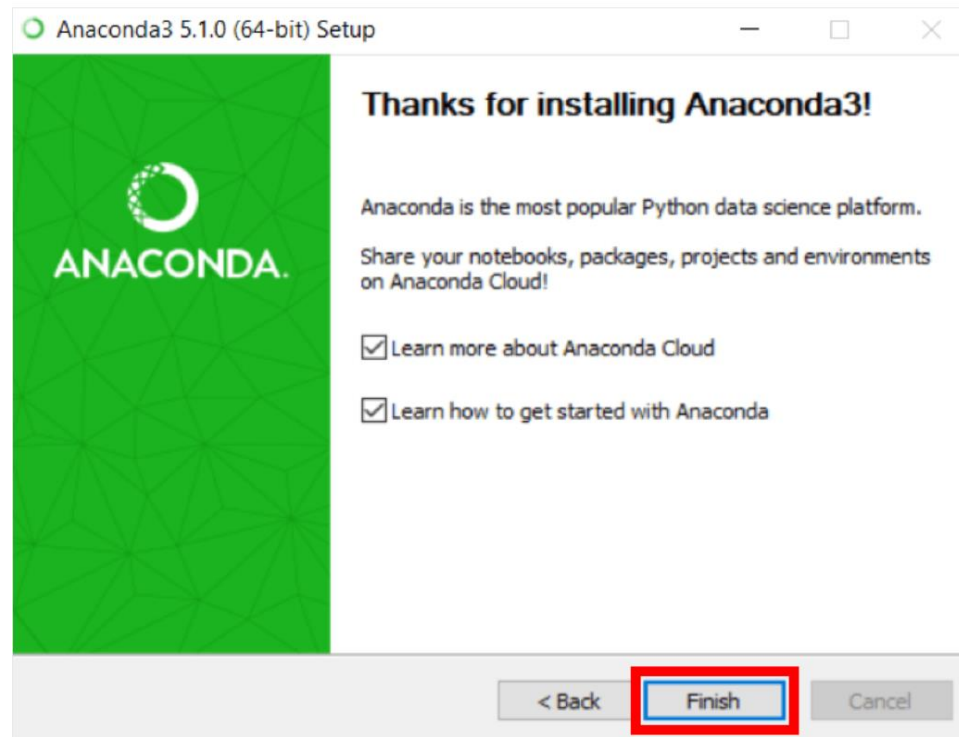 Anaconda3 5.1.0 (64-bit) Setup
Thanks for installing Anaconda3!
ANACONDA.
Anaconda is the most popular Python data science platform.
Share your notebooks, packages, projects and environments
on Anaconda Cloud!
Learn more about Anaconda Cloud
Learn how to get started with Anaconda
< Back
Finish
Cancel